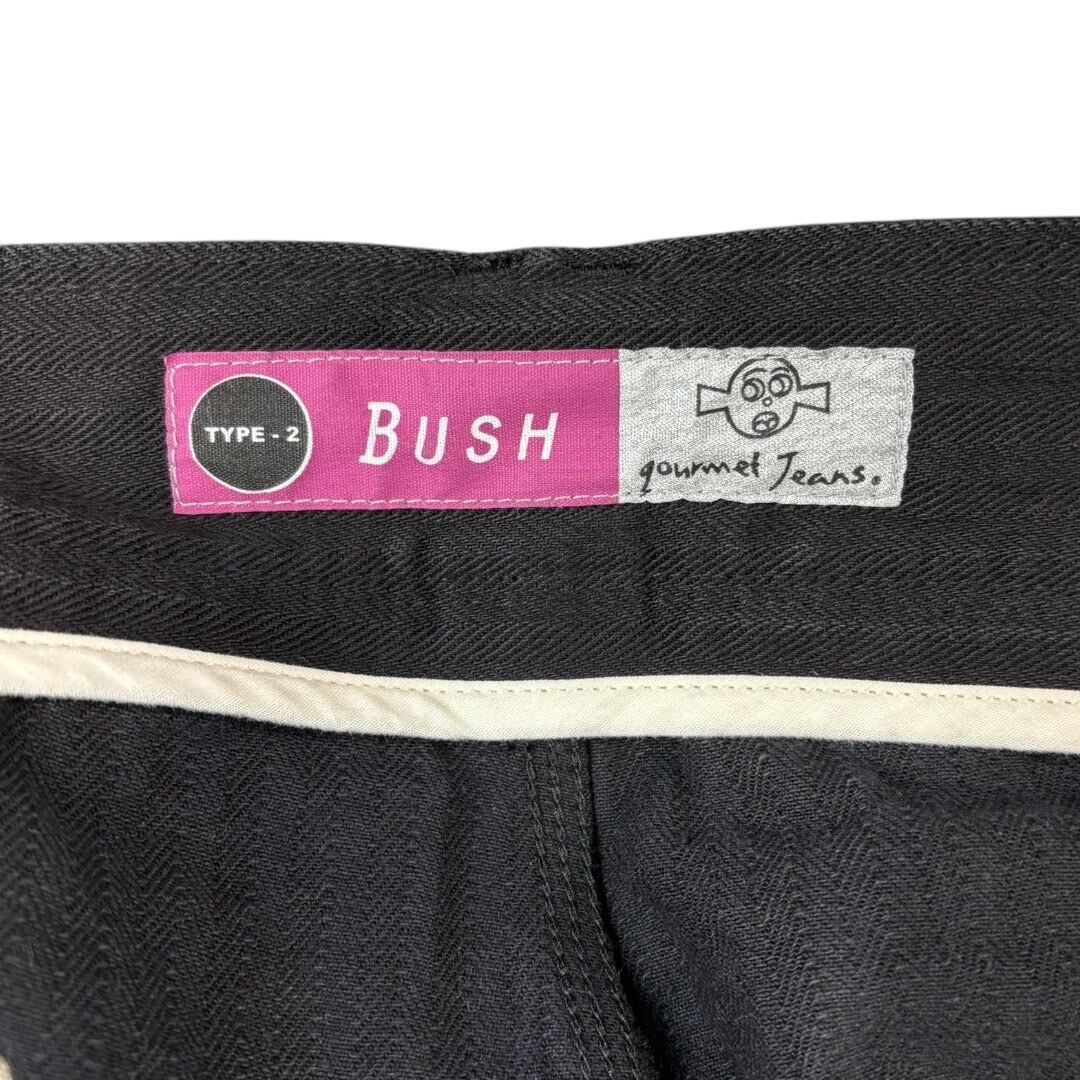 TYPE - 2
BUSH
gourmet Jeans.